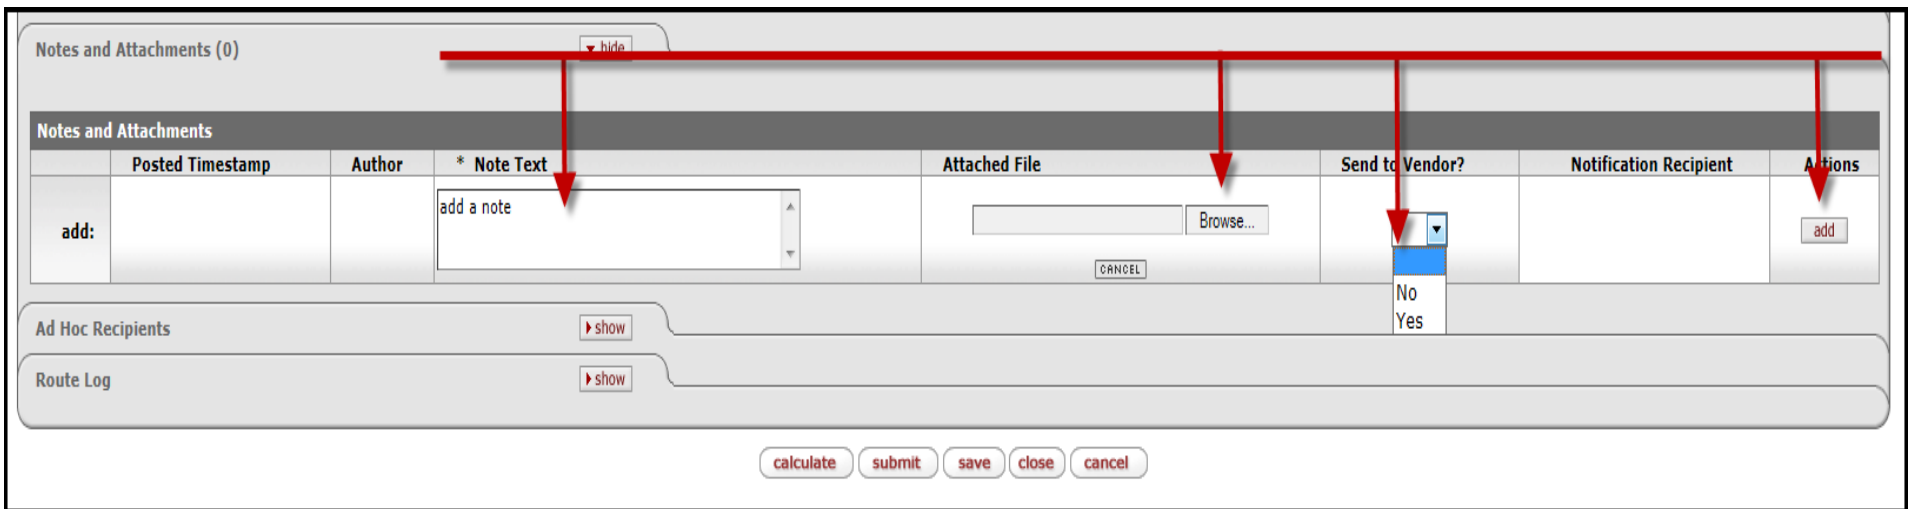 Notes and Attachments (0) hide
Notes and Attachments
Posted Timestamp Author * Note Text Attached File Send to Vendor? Notification Recipient Actions
add: add a note Browse... add
CANCEL
No
Yes
Ad Hoc Recipients show
Route Log show
calculate submit save close cancel